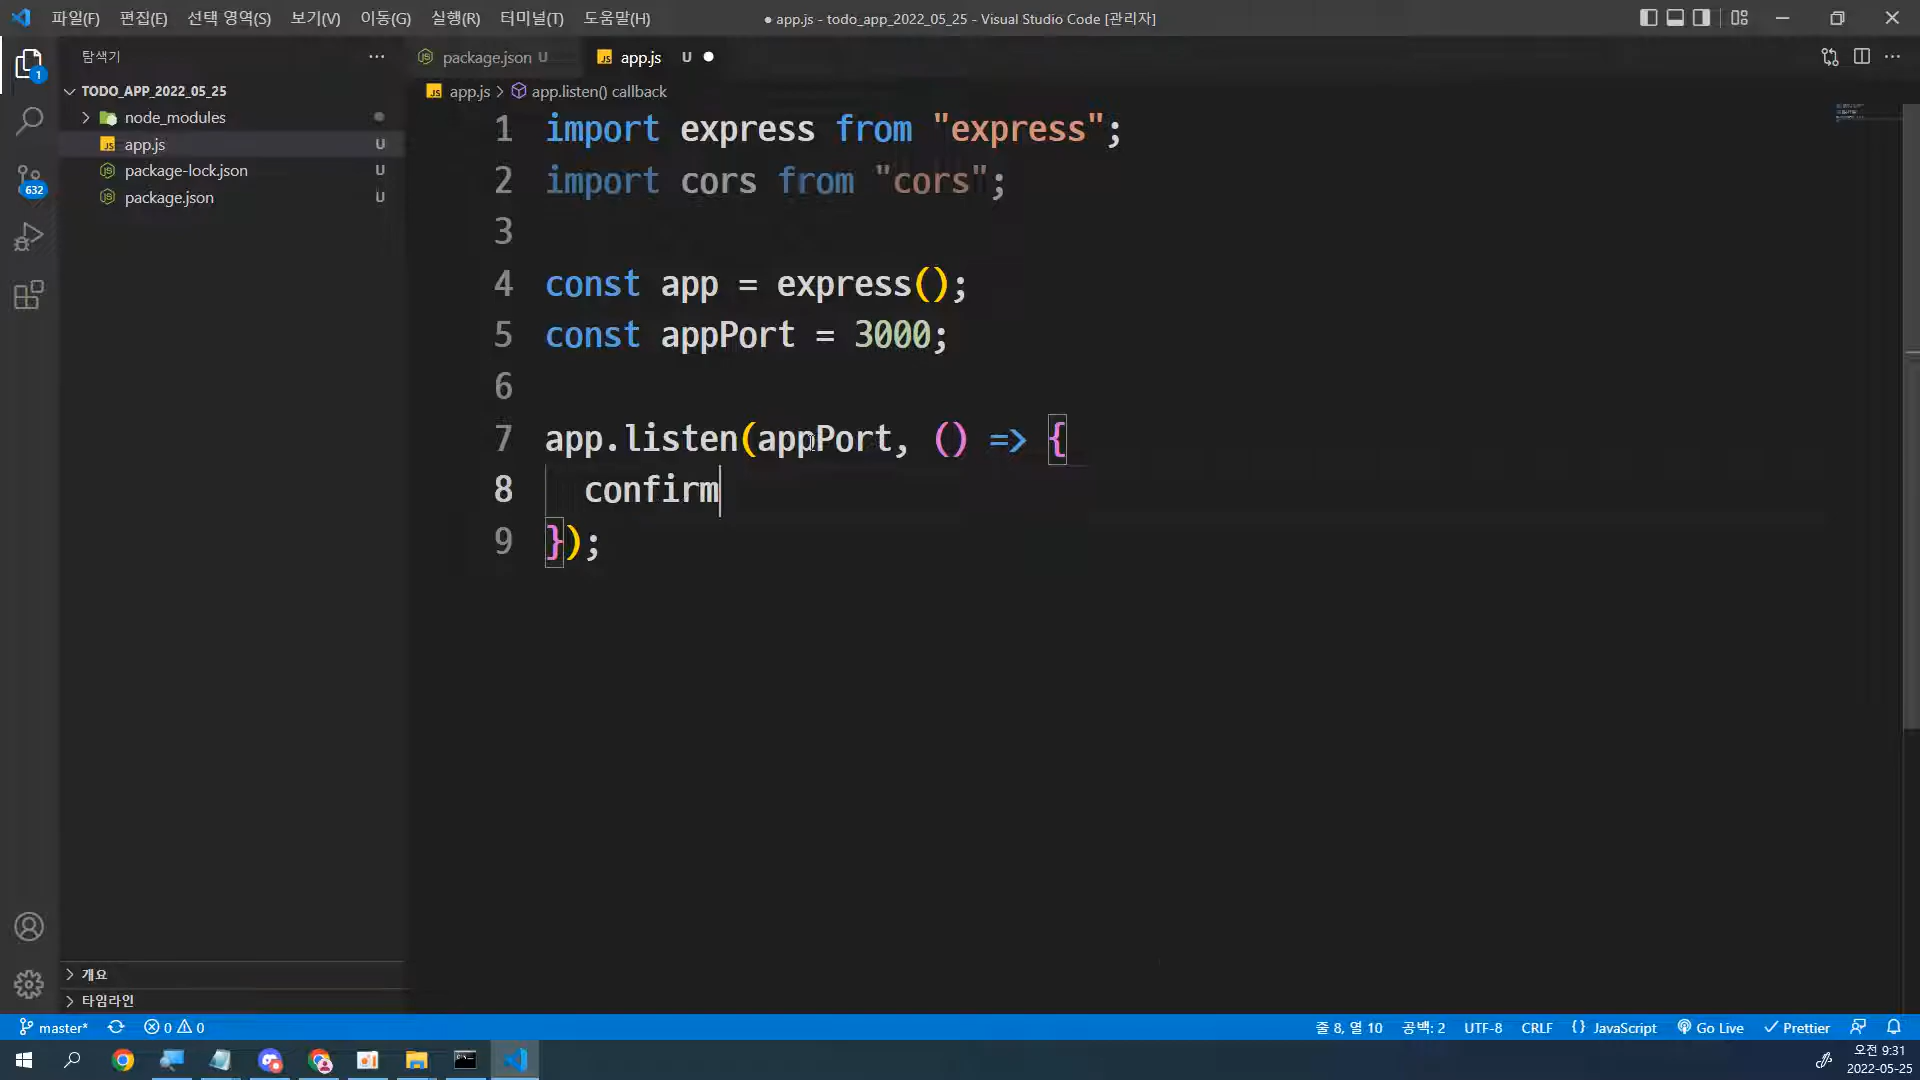 파일(F) 편집(E) 선택 영역(S) 보기(V) 이동(G) 실행(R) 터미널(T) 도움말(H) ● app.js - todo_app_2022_05_25 - Visual Studio Code [관리자]
탐색기
package.json U
app.js U
TODO_APP_2022_05_25
node_modules
app.js U
package-lock.json U
package.json U
1
632
app.js > app.listen() callback
1 import express from "express";
2 import cors from "cors";
3
4 const app = express();
5 const appPort = 3000;
6
7 app.listen(appPort, () => {
8 confirm
9 });
개요
타임라인
master* 0 0 줄 8, 열 10 공백: 2 UTF-8 CRLF {} JavaScript Go Live Prettier
오전 9:31
2022-05-25